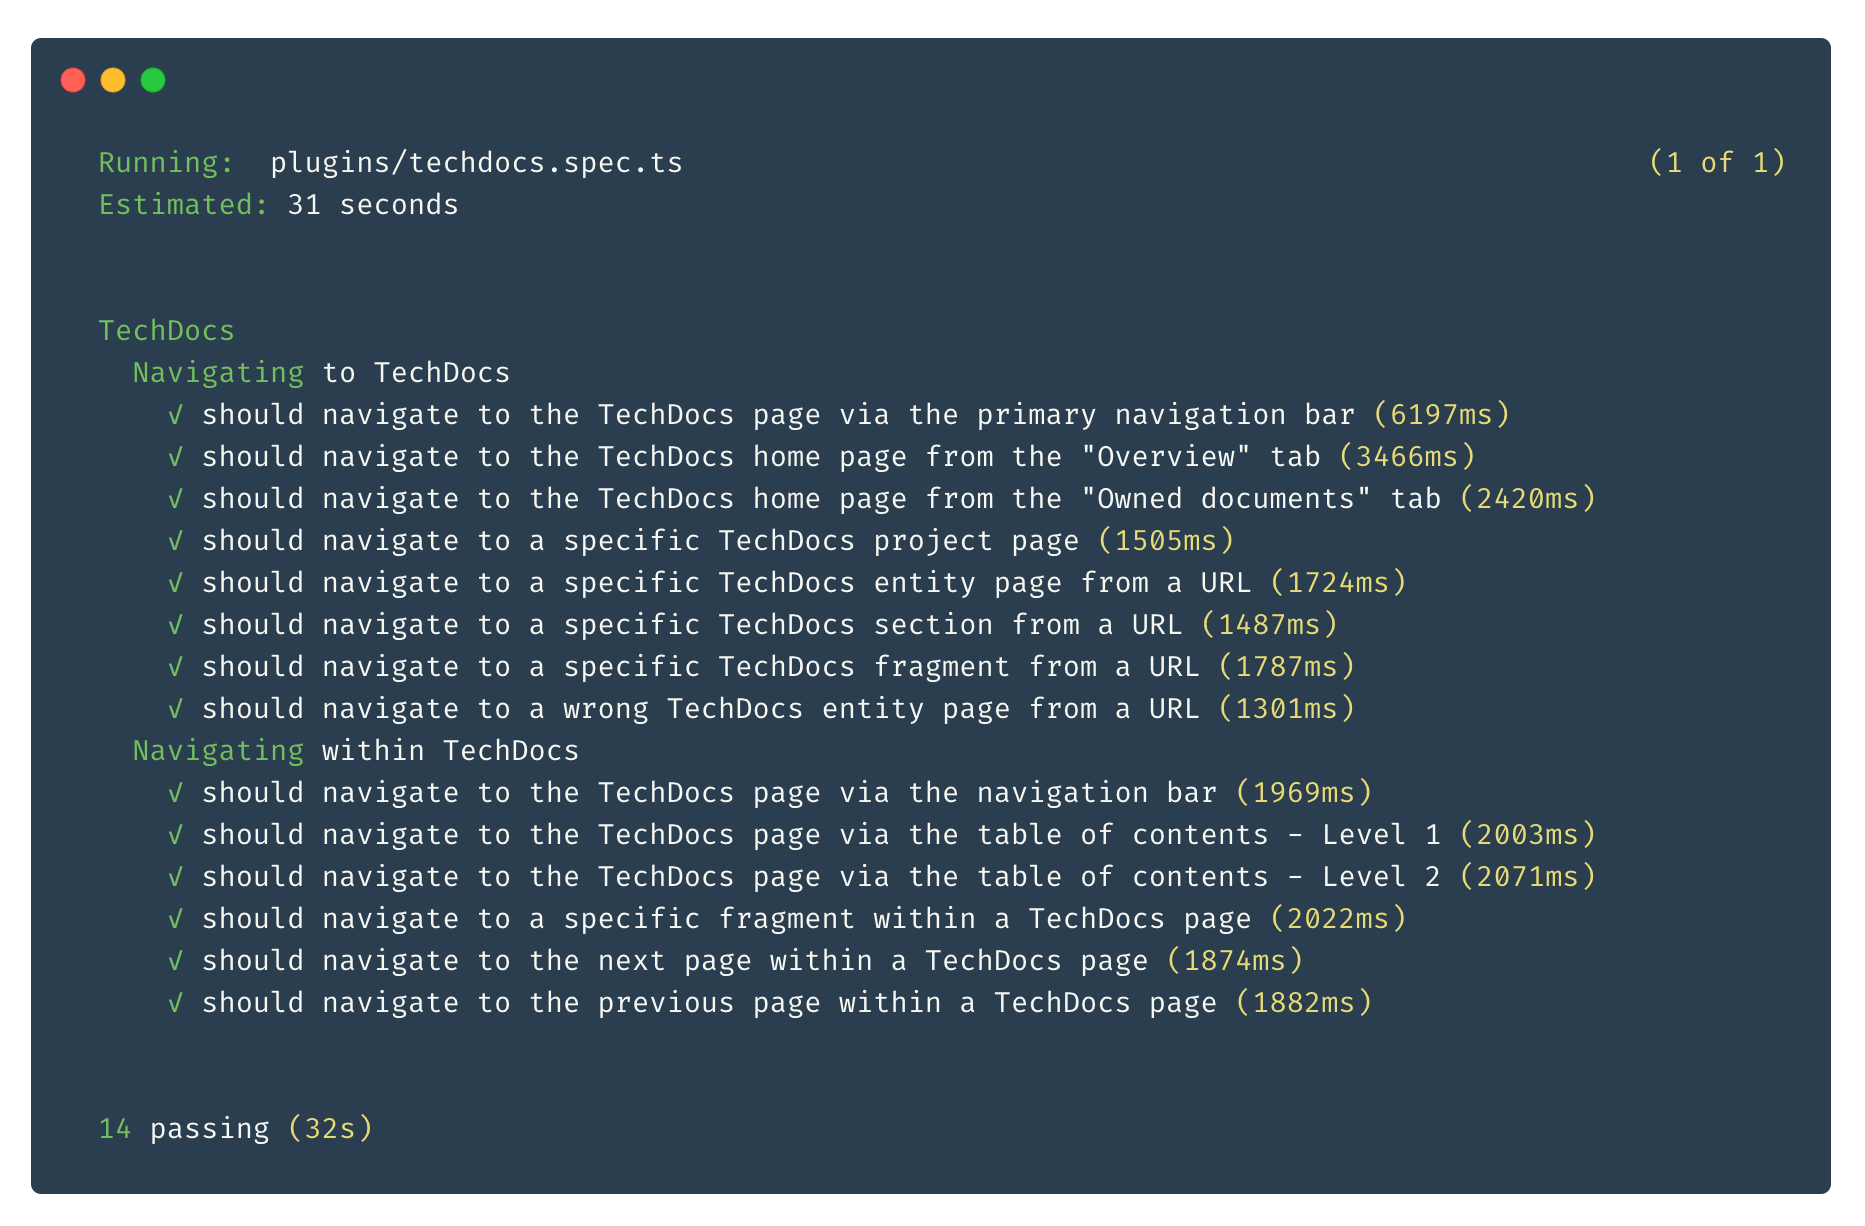 Running:  plugins/techdocs.spec.ts (1 of 1)
Estimated: 31 seconds
TechDocs
Navigating to TechDocs
√ should navigate to the TechDocs page via the primary navigation bar (6197ms)
√ should navigate to the TechDocs home page from the "Overview" tab (3466ms)
√ should navigate to the TechDocs home page from the "Owned documents" tab (2420ms)
√ should navigate to a specific TechDocs project page (1505ms)
√ should navigate to a specific TechDocs entity page from a URL (1724ms)
√ should navigate to a specific TechDocs section from a URL (1487ms)
√ should navigate to a specific TechDocs fragment from a URL (1787ms)
√ should navigate to a wrong TechDocs entity page from a URL (1301ms)
Navigating within TechDocs
√ should navigate to the TechDocs page via the navigation bar (1969ms)
√ should navigate to the TechDocs page via the table of contents - Level 1 (2003ms)
√ should navigate to the TechDocs page via the table of contents - Level 2 (2071ms)
√ should navigate to a specific fragment within a TechDocs page (2022ms)
√ should navigate to the next page within a TechDocs page (1874ms)
√ should navigate to the previous page within a TechDocs page (1882ms)
14 passing (32s)